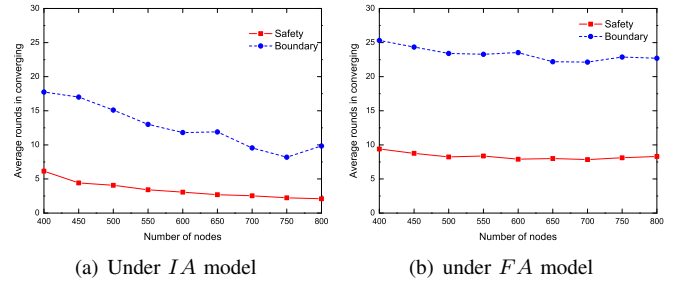 30
25
20
15
10
5
0
Average rounds in converging
Safety
Boundary
400 450 500 550 600 650 700 750 800
Number of nodes
(a) Under IA model
30
25
20
15
10
5
0
Average rounds in converging
Safety
Boundary
400 450 500 550 600 650 700 750 800
Number of nodes
(b) under FA model